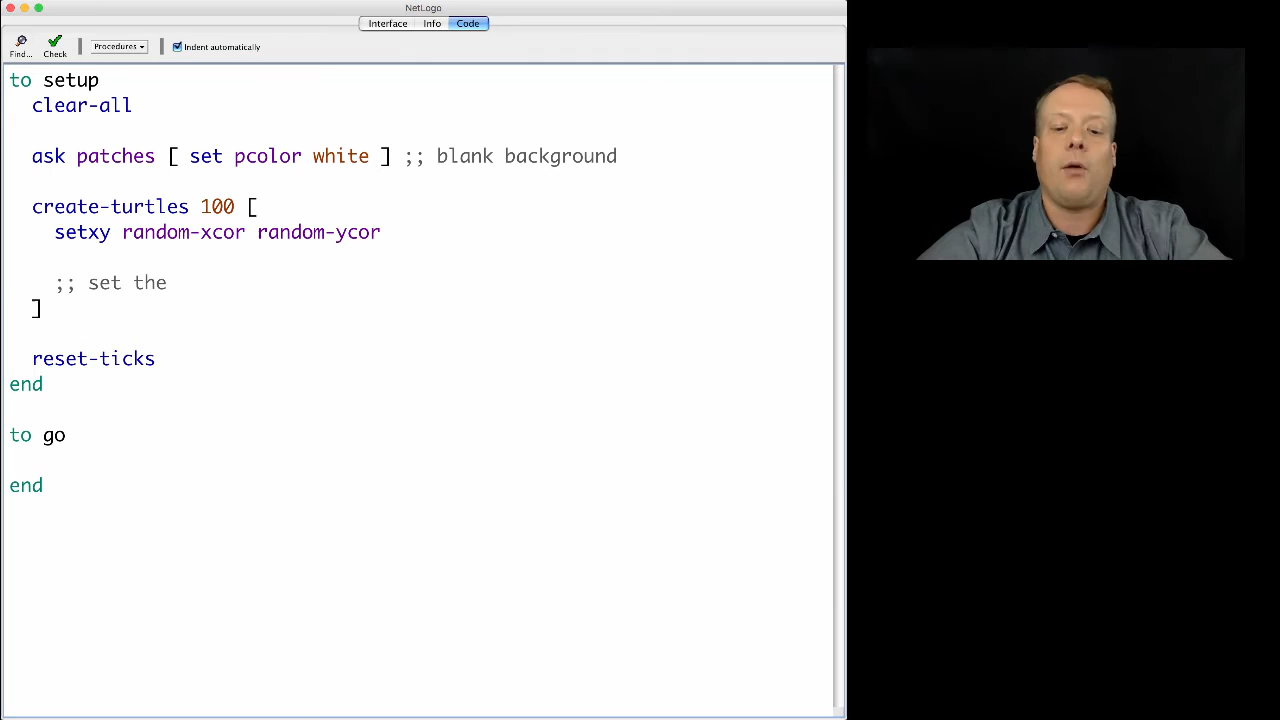 NetLogo
Interface Info Code
Find... Check Procedures Indent automatically
to setup
clear-all
ask patches [ set pcolor white ] ;; blank background
create-turtles 100 [
setxy random-xcor random-ycor
;; set the
]
reset-ticks
end
to go
end